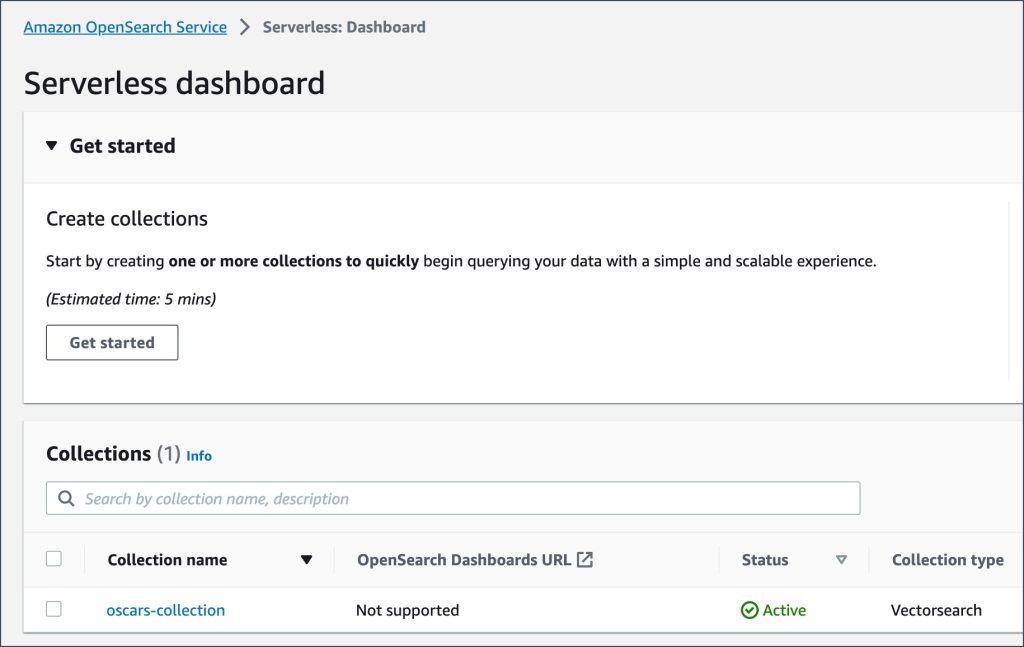 Amazon OpenSearch Service > Serverless: Dashboard
Serverless dashboard
Get started
Create collections
Start by creating one or more collections to quickly begin querying your data with a simple and scalable experience.
(Estimated time: 5 mins)
Get started
Collections (1) Info
Search by collection name, description
Collection name OpenSearch Dashboards URL Status Collection type
oscars-collection Not supported Active Vectorsearch